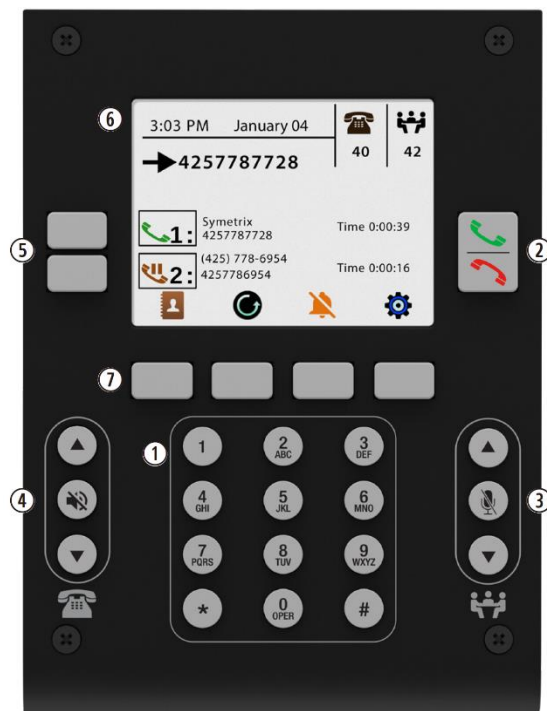 6
3:03 PM January 04
40 42
4257787728
1: Symetrix
4257787728
Time 0:00:39
2: (425) 778-6954
4257786954
Time 0:00:16
5
2
7
1
4
3
1
2
ABC
3
DEF
4
GHI
5
JKL
6
MNO
7
PQRS
8
TUV
9
WXYZ
*
0
OPER
#